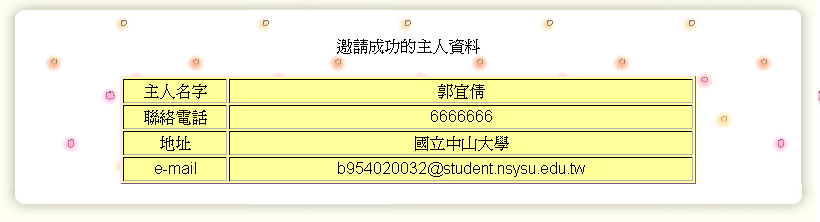 邀請成功的主人資料
主人名字 郭宜倩
聯絡電話 6666666
地址 國立中山大學
e-mail b954020032@student.nsysu.edu.tw